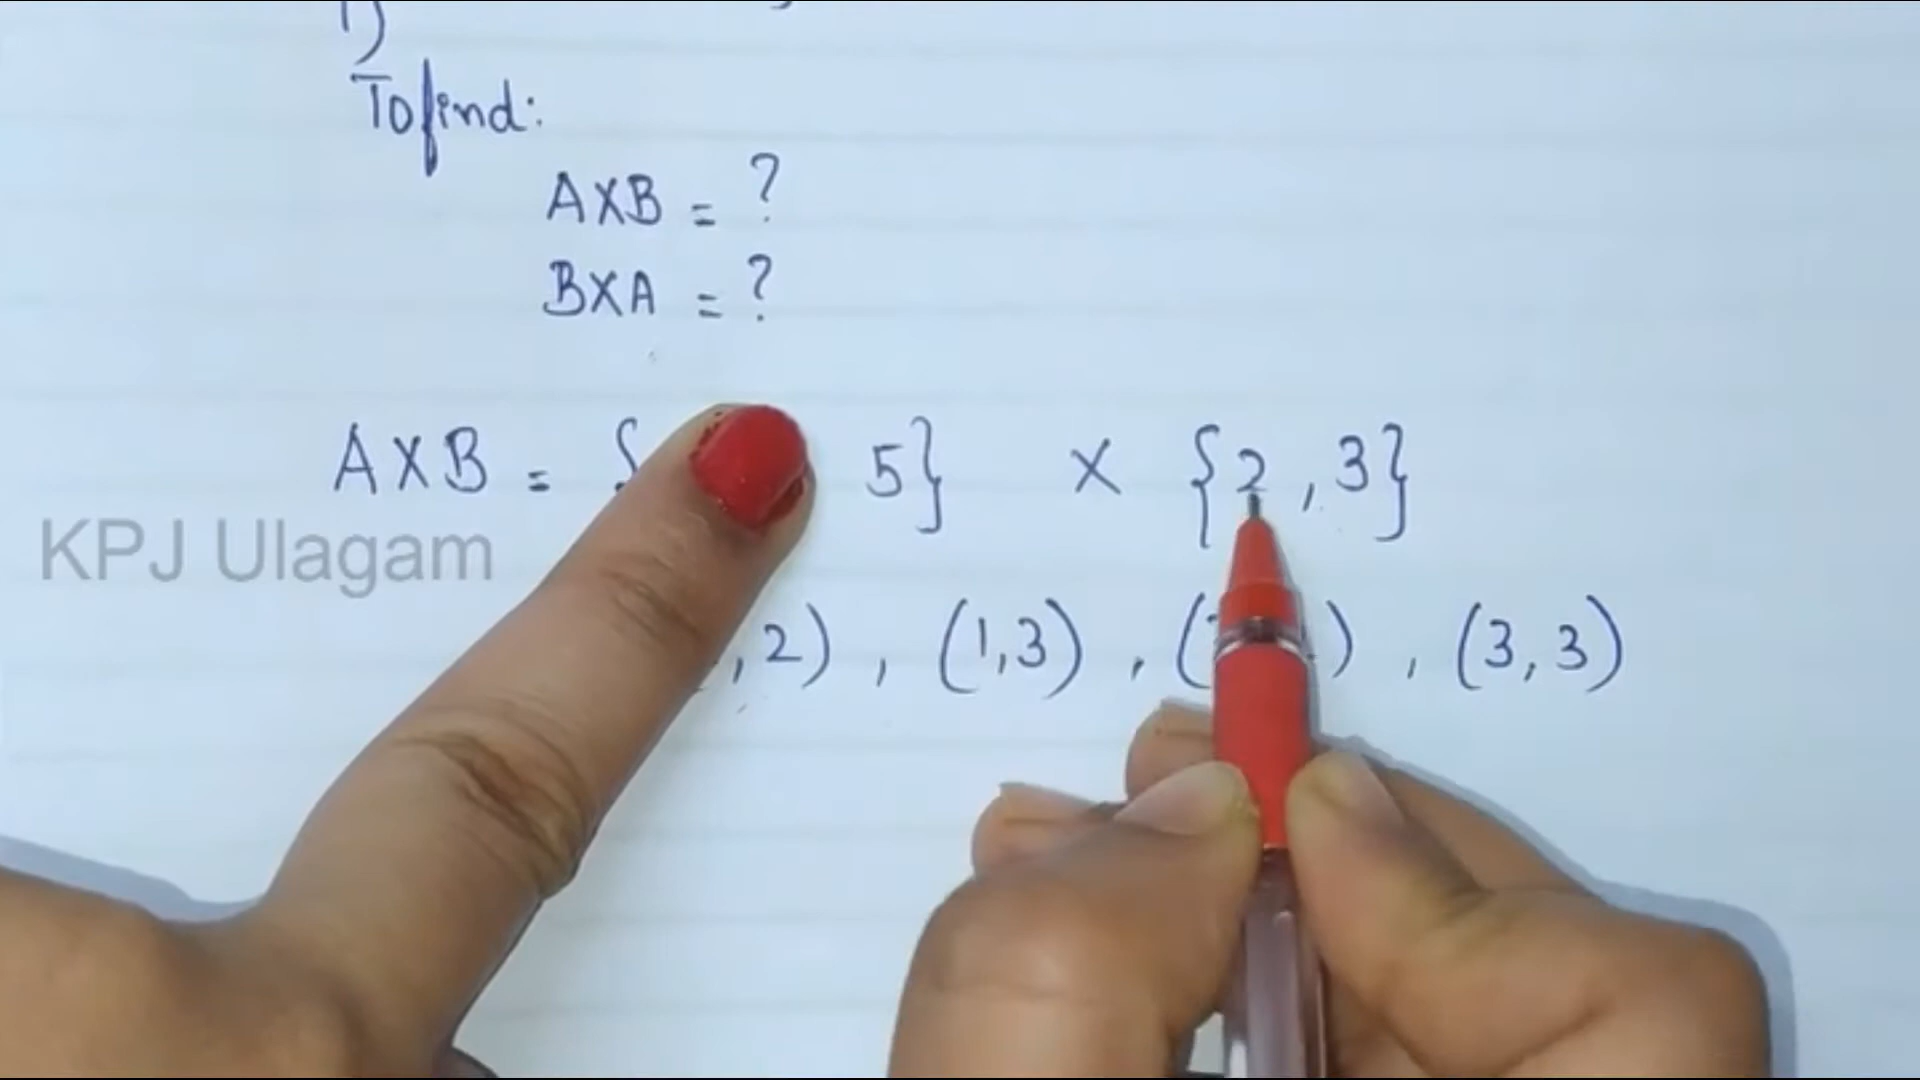 1)
To find:
A×B = ?
B×A = ?
A×B = { 5} × {2, 3}
KPJ Ulagam
, 2) , (1,3) , ( ) , (3, 3)